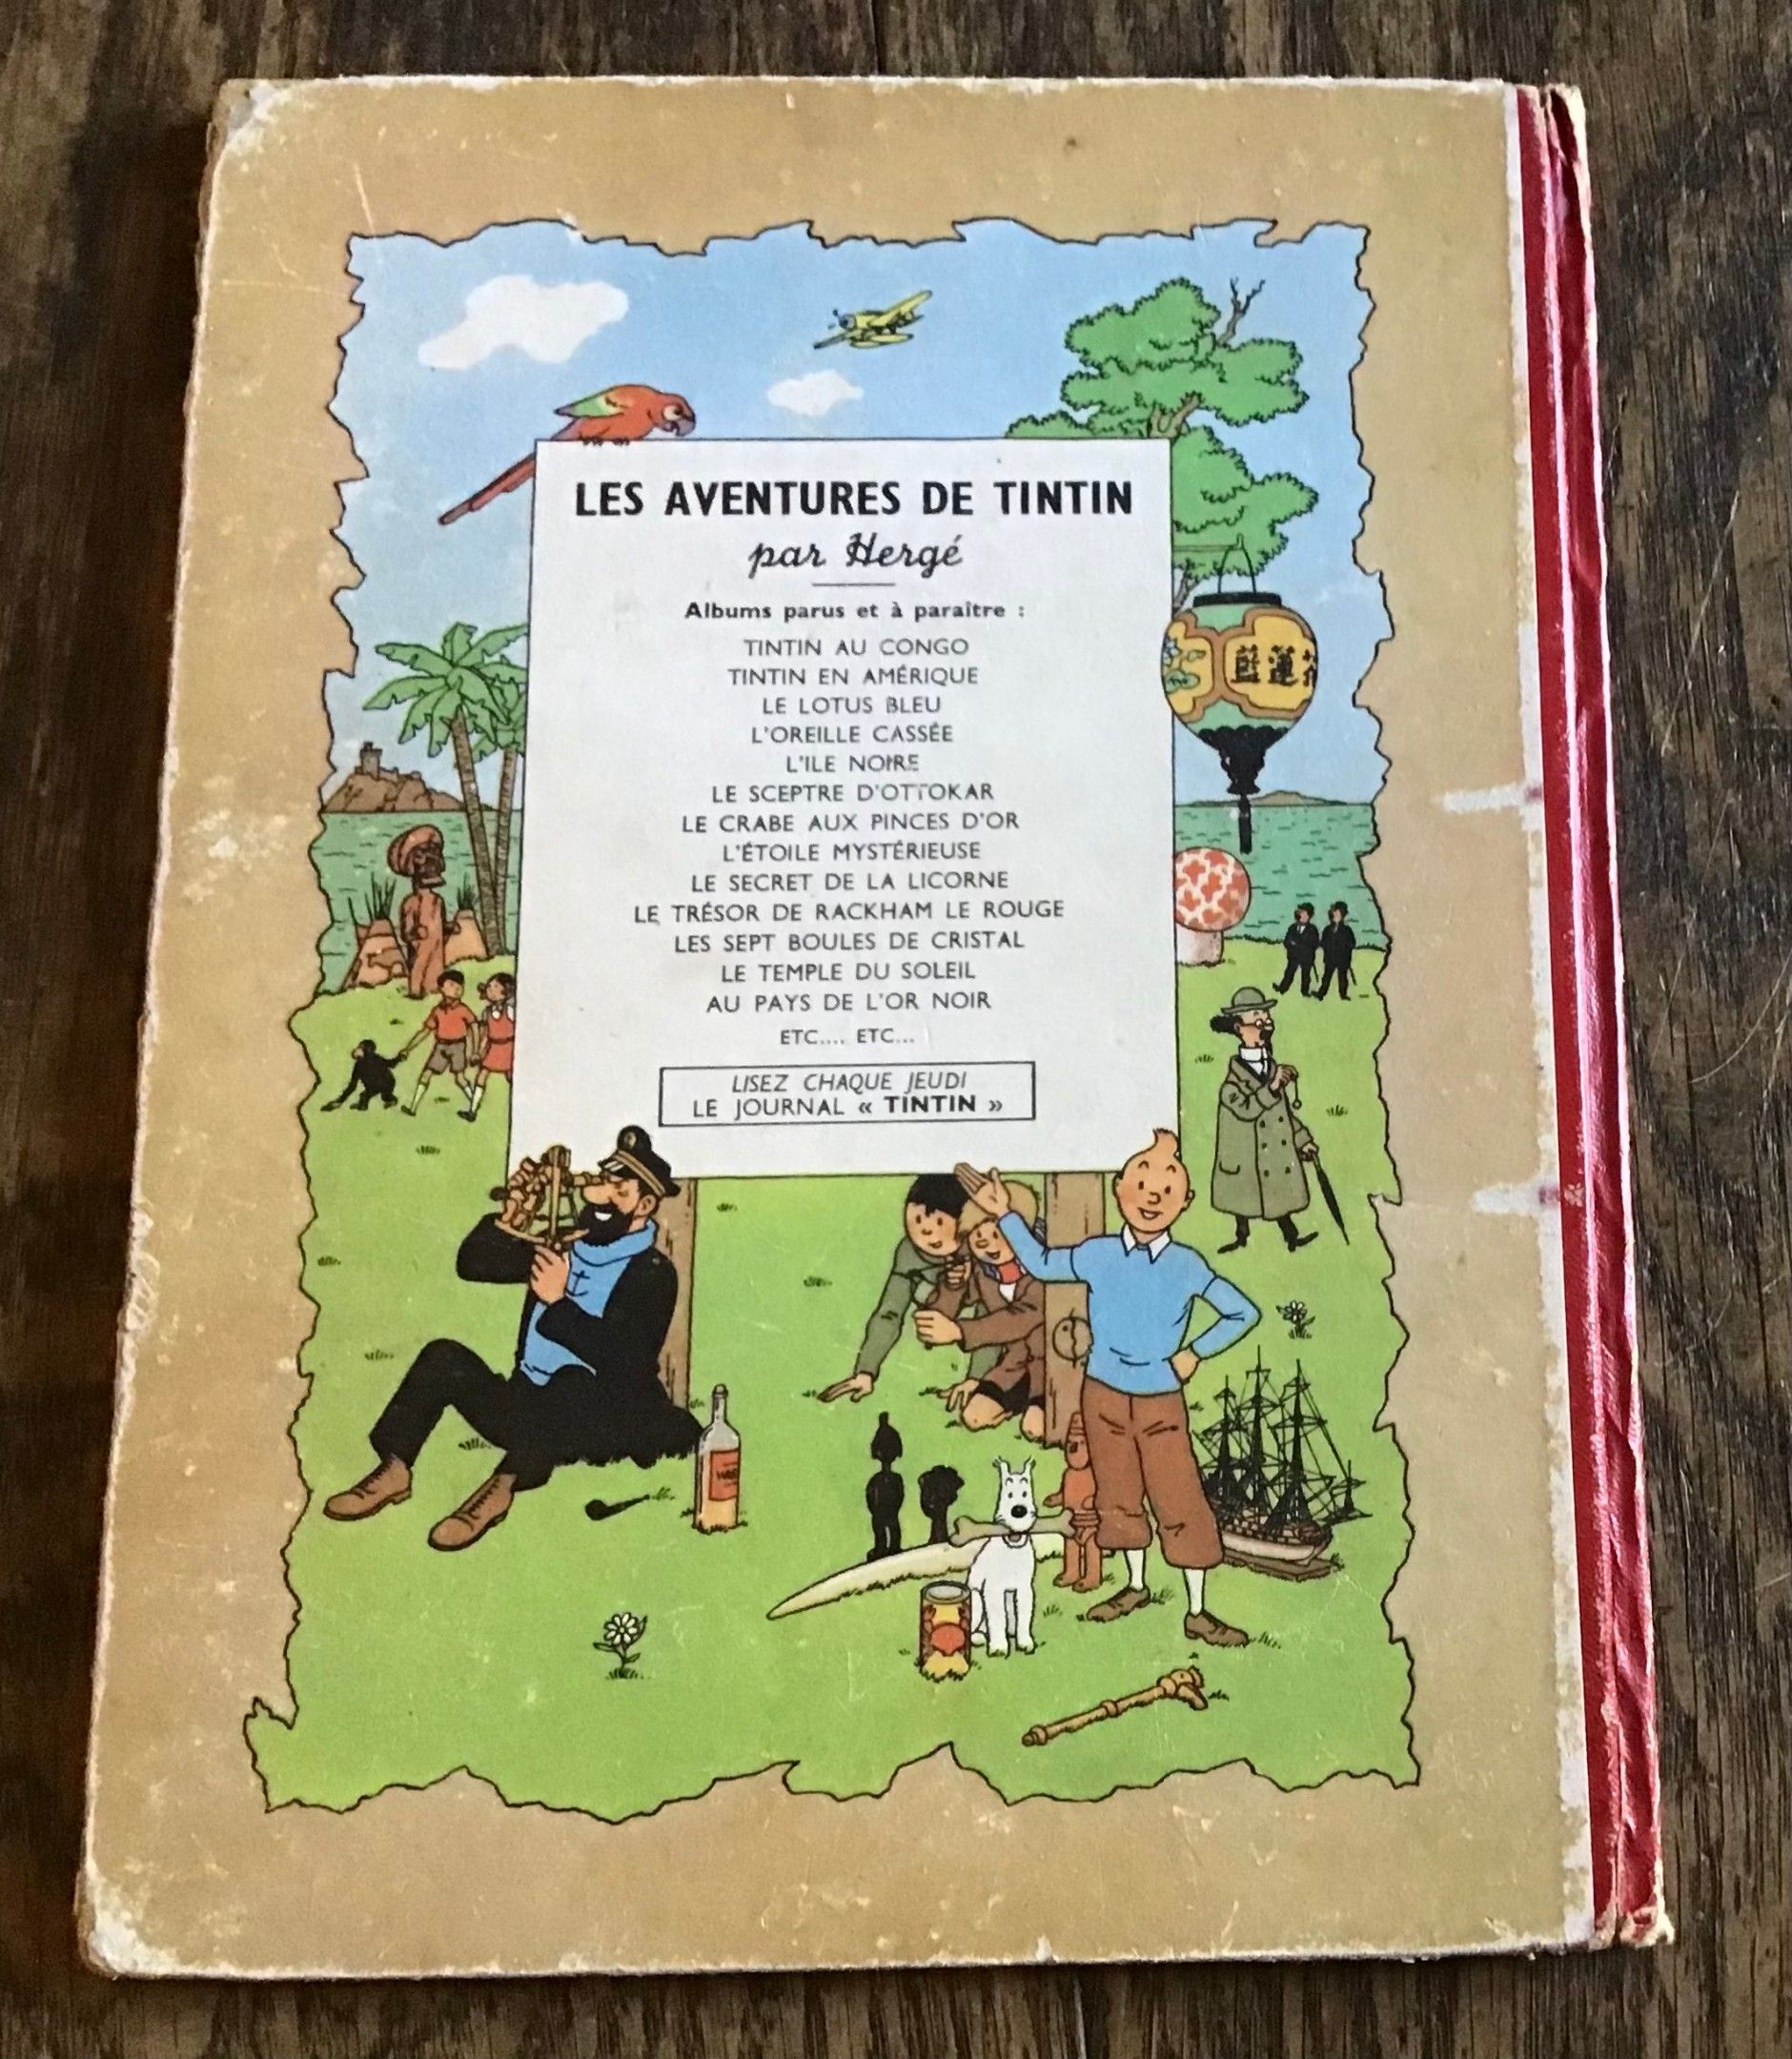 LES AVENTURES DE TINTIN
par Hergé
Albums parus et à paraître :
TINTIN AU CONGO
TINTIN EN AMÉRIQUE
LE LOTUS BLEU
L'OREILLE CASSÉE
L'ILE NOIRE
LE SCEPTRE D'OTTOKAR
LE CRABE AUX PINCES D'OR
L'ÉTOILE MYSTÉRIEUSE
LE SECRET DE LA LICORNE
LE TRÉSOR DE RACKHAM LE ROUGE
LES SEPT BOULES DE CRISTAL
LE TEMPLE DU SOLEIL
AU PAYS DE L'OR NOIR
ETC.... ETC...
LISEZ CHAQUE JEUDI
LE JOURNAL « TINTIN »
藍蓮